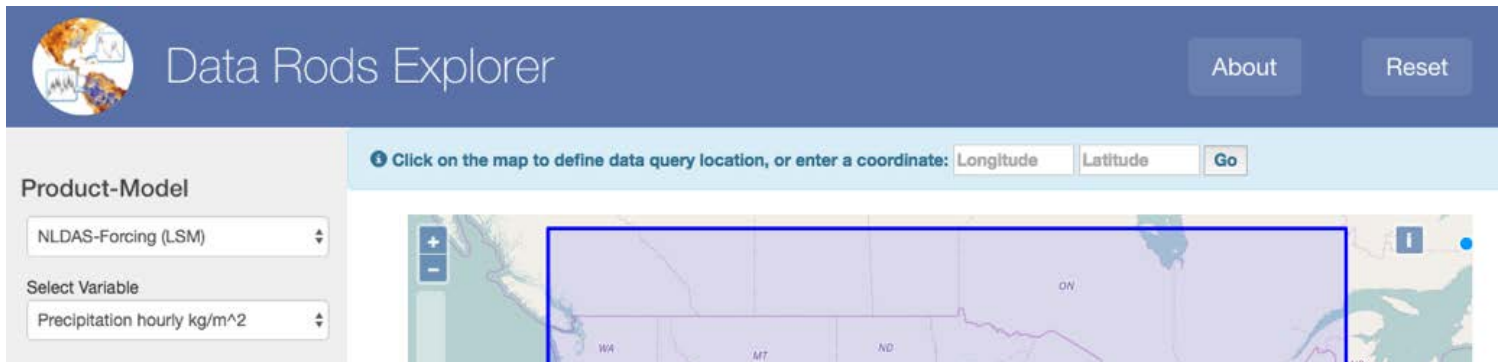 Data Rods Explorer
About
Reset
Click on the map to define data query location, or enter a coordinate: Longitude Latitude Go
Product-Model
NLDAS-Forcing (LSM)
Select Variable
Precipitation hourly kg/m^2
+
-
i
ON
WA
MT
ND